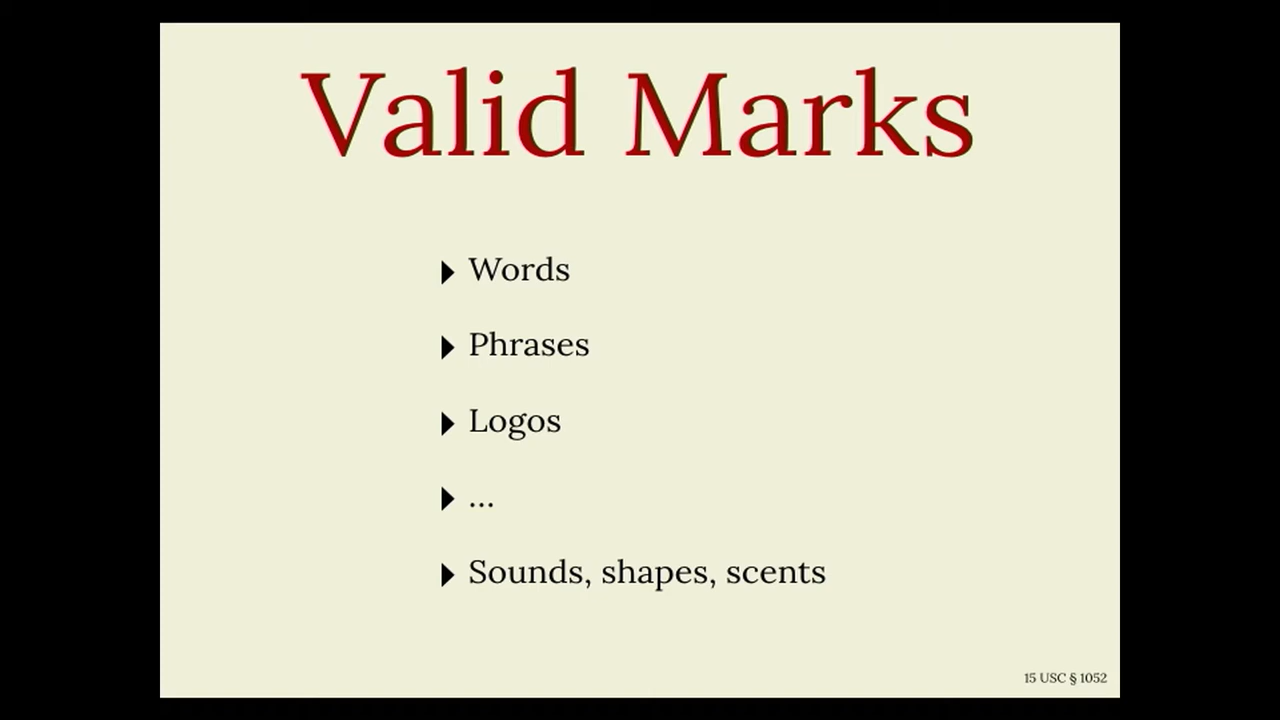 Valid Marks
Words
Phrases
Logos
...
Sounds, shapes, scents
15 USC § 1052